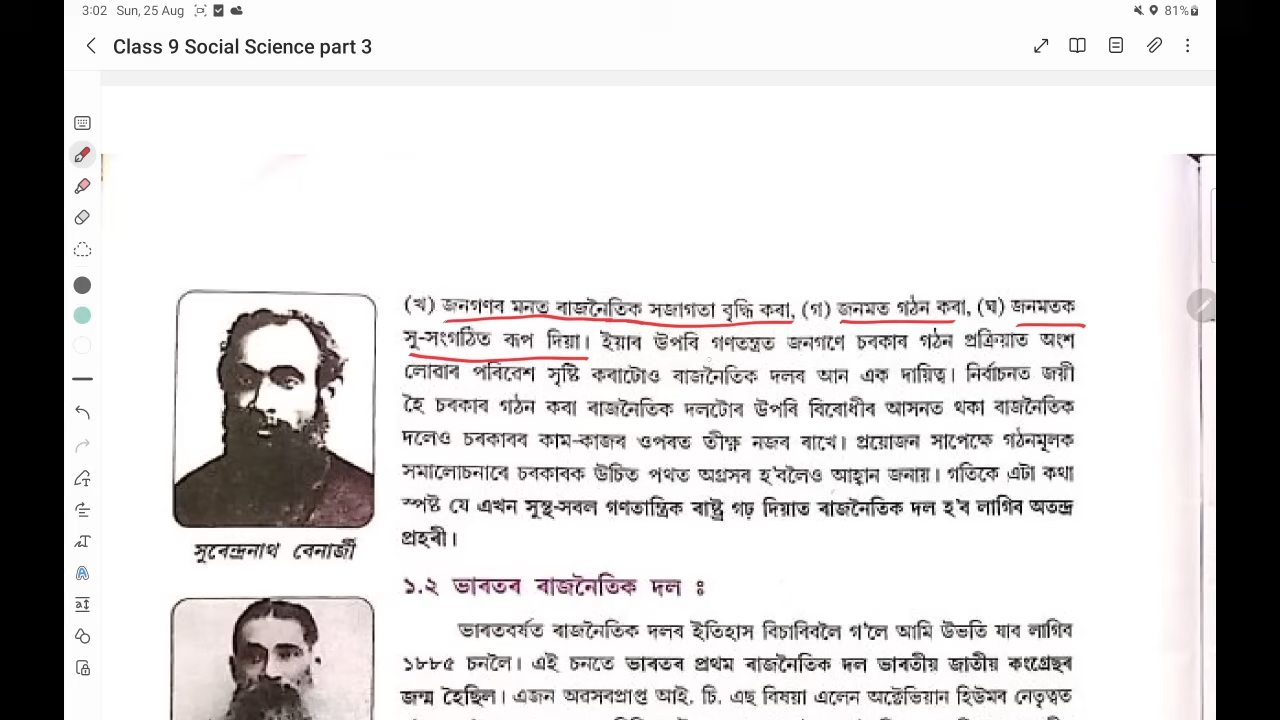 3:02 Sun, 25 Aug
81%
Class 9 Social Science part 3
(খ) জনগণৰ মনত ৰাজনৈতিক সজাগতা বৃদ্ধি কৰা, (গ) জনমত গঠন কৰা, (ঘ) জনমতক
সু-সংগঠিত ৰূপ দিয়া। ইয়াৰ উপৰি গণতন্ত্ৰত জনগণে চৰকাৰ গঠন প্ৰক্ৰিয়াত অংশ
লোৱাৰ পৰিৱেশ সৃষ্টি কৰাটোও ৰাজনৈতিক দলৰ আন এক দায়িত্ব। নিৰ্বাচনত জয়ী
হৈ চৰকাৰ গঠন কৰা ৰাজনৈতিক দলটোৰ উপৰি বিৰোধীৰ আসনত থকা ৰাজনৈতিক
দলেও চৰকাৰৰ কাম-কাজৰ ওপৰত তীক্ষ্ণ নজৰ ৰাখে। প্ৰয়োজন সাপেক্ষে গঠনমূলক
সমালোচনাৰে চৰকাৰক উচিত পথত অগ্ৰসৰ হ'বলৈও আহ্বান জনায়। গতিকে এটা কথা
স্পষ্ট যে এখন সুস্থ-সবল গণতান্ত্ৰিক ৰাষ্ট্ৰ গঢ় দিয়াত ৰাজনৈতিক দল হ'ব লাগিব অতন্দ্ৰ
প্ৰহৰী।
সুৰেন্দ্ৰনাথ বেনাৰ্জী
১.২ ভাৰতৰ ৰাজনৈতিক দল ঃ
ভাৰতবৰ্ষত ৰাজনৈতিক দলৰ ইতিহাস বিচাৰিবলৈ গ'লে আমি উভতি যাব লাগিব
১৮৮৫ চনলৈ। এই চনতে ভাৰতৰ প্ৰথম ৰাজনৈতিক দল ভাৰতীয় জাতীয় কংগ্ৰেছৰ
জন্ম হৈছিল। এজন অৱসৰপ্ৰাপ্ত আই. চি. এছ বিষয়া এলেন অক্টেভিয়ান হিউমৰ নেতৃত্বত